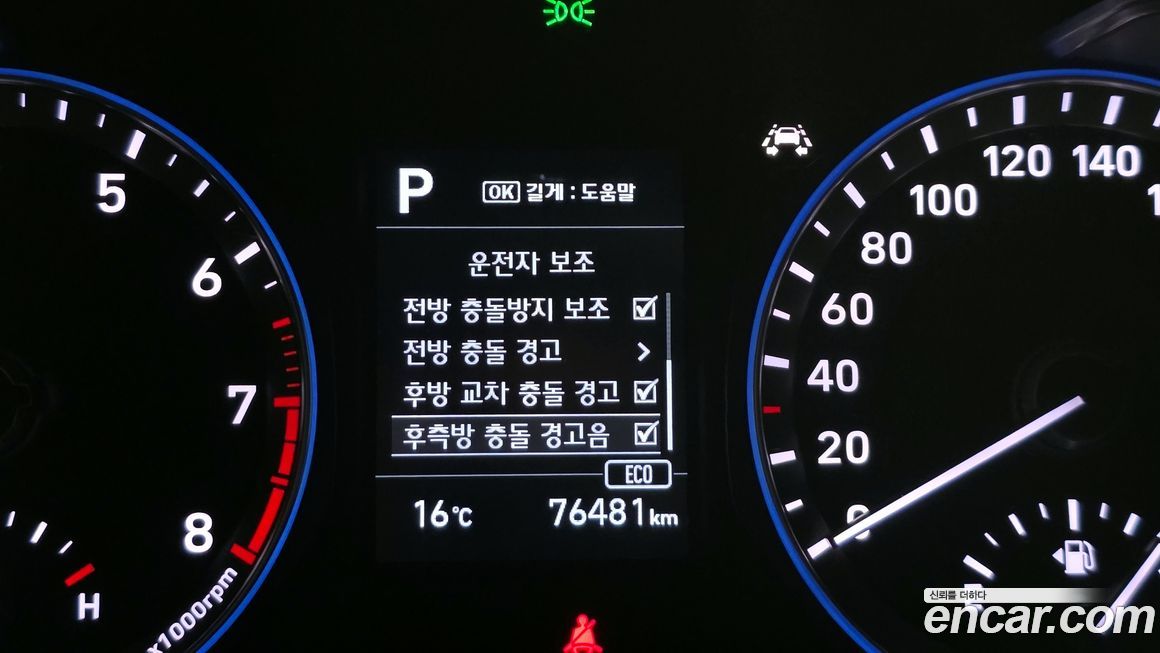 P
OK 길게 : 도움말
운전자 보조
전방 충돌방지 보조
전방 충돌 경고 >
후방 교차 충돌 경고
후측방 충돌 경고음
ECO
16℃ 76481km
5
6
7
8
x1000rpm
H
0
20
40
60
80
100
120
140
신뢰를 더하다
encar.com